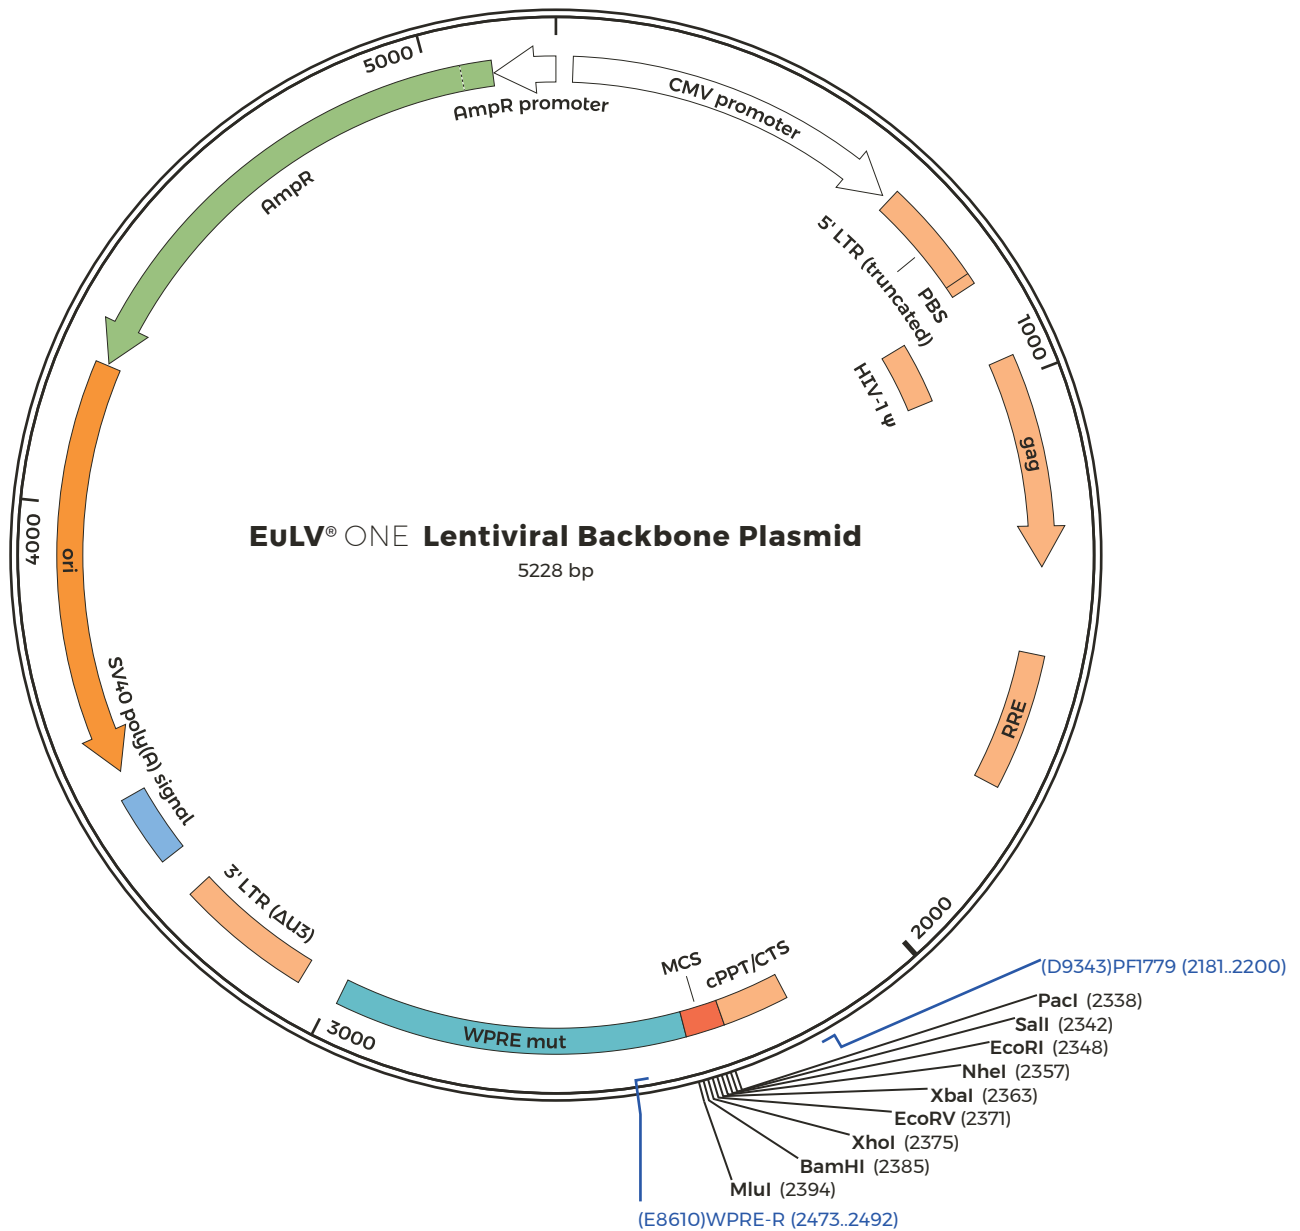 5000
AmpR promoter
CMV promoter
AmpR
5' LTR (truncated)
PBS
1000
HIV-1 Ψ
gag
EuLV® ONE Lentiviral Backbone Plasmid
5228 bp
4000
ori
RRE
SV40 poly(A) signal
3' LTR (ΔU3)
2000
MCS
cPPT/CTS
WPRE mut
3000
(D9343)PF1779 (2181..2200)
PacI (2338)
SalI (2342)
EcoRI (2348)
NheI (2357)
XbaI (2363)
EcoRV (2371)
XhoI (2375)
BamHI (2385)
MluI (2394)
(E8610)WPRE-R (2473..2492)